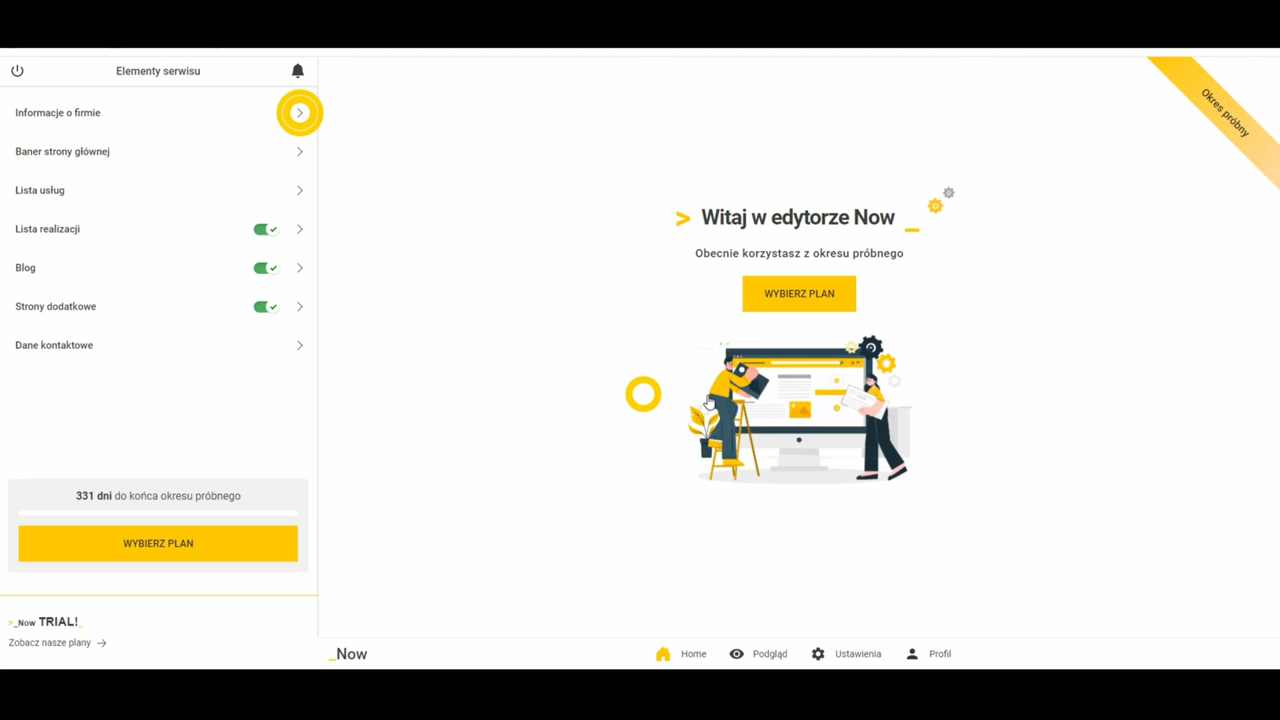 Elementy serwisu
Informacje o firmie
Baner strony głównej
Lista usług
Lista realizacji
Blog
Strony dodatkowe
Dane kontaktowe
331 dni do końca okresu próbnego
WYBIERZ PLAN
>_Now TRIAL!_
Zobacz nasze plany
Okres próbny
> Witaj w edytorze Now _
Obecnie korzystasz z okresu próbnego
WYBIERZ PLAN
_Now
Home
Podgląd
Ustawienia
Profil